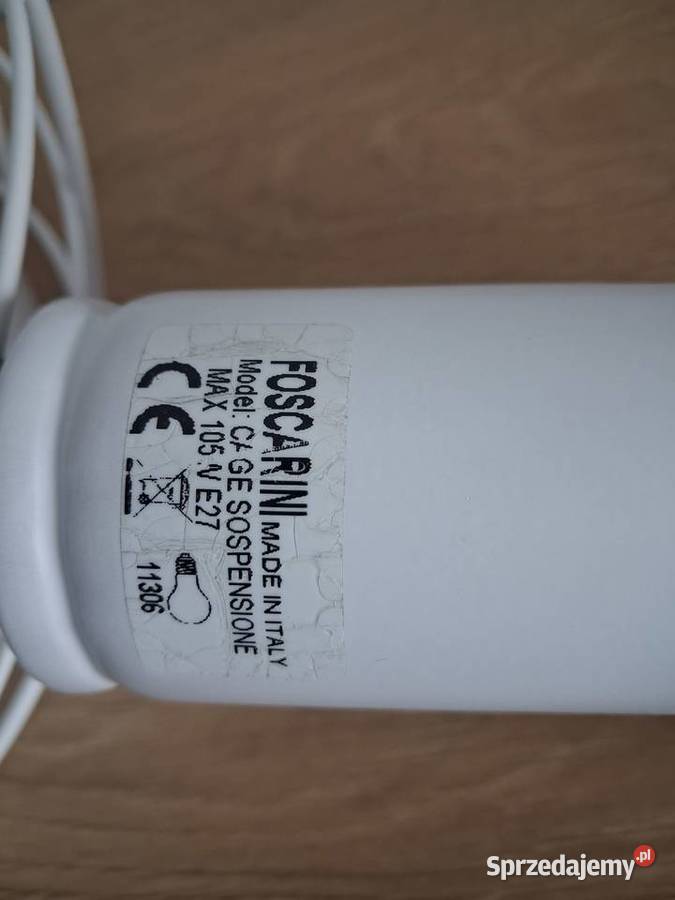 FOSCARINI MADE IN ITALY
Model: CAGE SOSPENSIONE
MAX 105 W E27
CE
11306
Sprzedajemy.pl